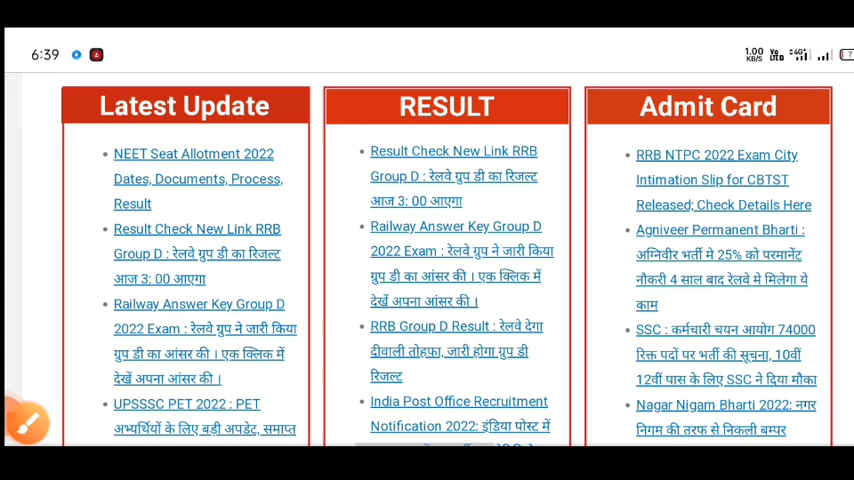 6:39
1.00 KB/S Vo LTE 4G+ 7
Latest Update
NEET Seat Allotment 2022
Dates, Documents, Process,
Result
Result Check New Link RRB
Group D : रेलवे ग्रुप डी का रिजल्ट
आज 3: 00 आएगा
Railway Answer Key Group D
2022 Exam : रेलवे ग्रुप ने जारी किया
ग्रुप डी का आंसर की । एक क्लिक में
देखें अपना आंसर की ।
UPSSSC PET 2022 : PET
अभ्यर्थियों के लिए बड़ी अपडेट, समाप्त
RESULT
Result Check New Link RRB
Group D : रेलवे ग्रुप डी का रिजल्ट
आज 3: 00 आएगा
Railway Answer Key Group D
2022 Exam : रेलवे ग्रुप ने जारी किया
ग्रुप डी का आंसर की । एक क्लिक में
देखें अपना आंसर की ।
RRB Group D Result : रेलवे देगा
दीवाली तोहफा, जारी होगा ग्रुप डी
रिजल्ट
India Post Office Recruitment
Notification 2022: इंडिया पोस्ट में
Admit Card
RRB NTPC 2022 Exam City
Intimation Slip for CBTST
Released; Check Details Here
Agniveer Permanent Bharti :
अग्निवीर भर्ती मे 25% को परमानेंट
नौकरी 4 साल बाद रेलवे मे मिलेगा ये
काम
SSC : कर्मचारी चयन आयोग 74000
रिक्त पदों पर भर्ती की सूचना, 10वीं
12वीं पास के लिए SSC ने दिया मौका
Nagar Nigam Bharti 2022: नगर
निगम की तरफ से निकली बम्पर